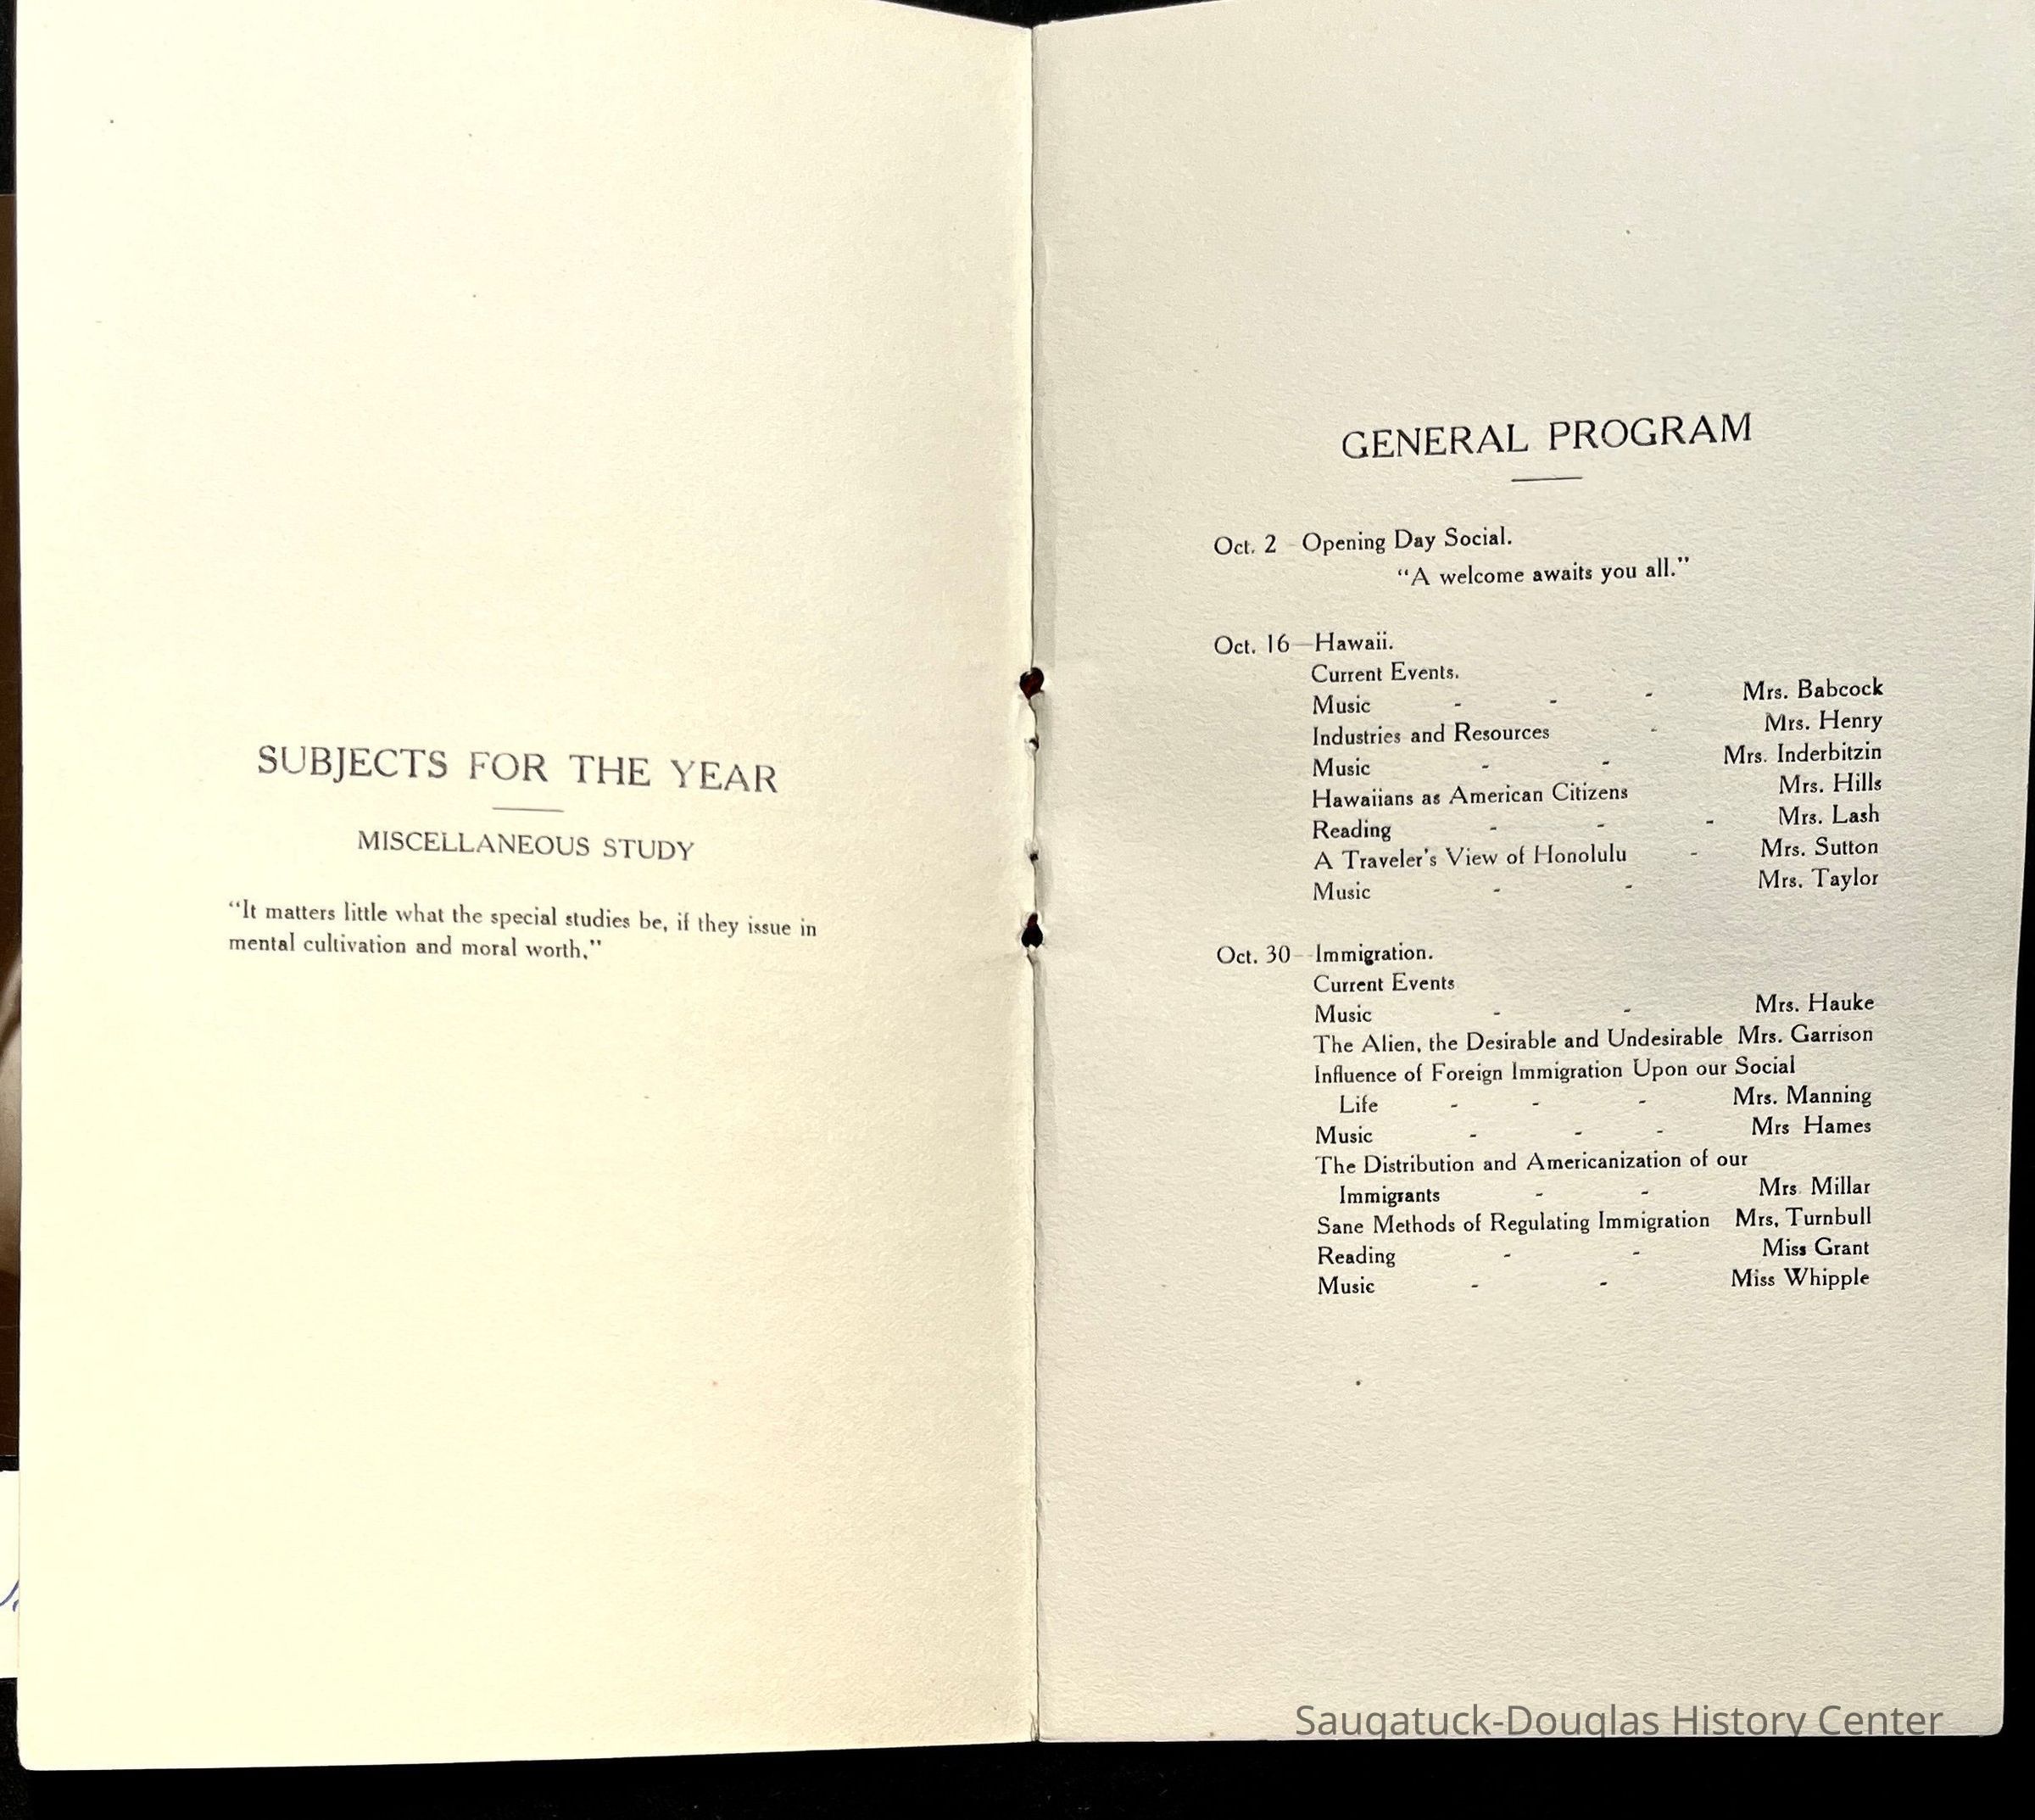 SUBJECTS FOR THE YEAR
MISCELLANEOUS STUDY
“It matters little what the special studies be, if they issue in
mental cultivation and moral worth.”
GENERAL PROGRAM
Oct. 2 - Opening Day Social.
“A welcome awaits you all.”
Oct. 16—Hawaii.
Current Events.
Music - - - Mrs. Babcock
Industries and Resources - Mrs. Henry
Music - - Mrs. Inderbitzin
Hawaiians as American Citizens Mrs. Hills
Reading - - - Mrs. Lash
A Traveler's View of Honolulu - Mrs. Sutton
Music - - Mrs. Taylor
Oct. 30—Immigration.
Current Events
Music - - Mrs. Hauke
The Alien, the Desirable and Undesirable Mrs. Garrison
Influence of Foreign Immigration Upon our Social
Life - - - Mrs. Manning
Music - - - Mrs Hames
The Distribution and Americanization of our
Immigrants - - Mrs. Millar
Sane Methods of Regulating Immigration Mrs, Turnbull
Reading - - Miss Grant
Music - - Miss Whipple
Saugatuck-Douglas History Center